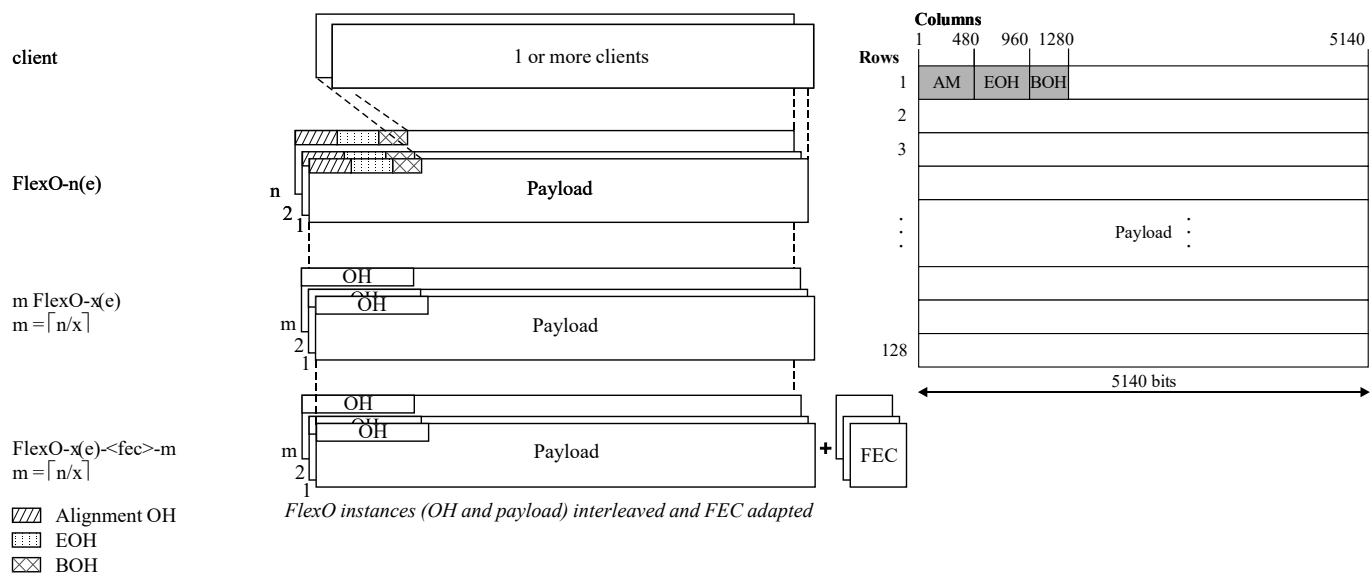 client
1 or more clients
FlexO-n(e)
Payload
n
2
1
OH
OH
OH
m FlexO-x(e)
m = ⌈n/x⌉
Payload
m
2
1
OH
OH
OH
FlexO-x(e)-<fec>-m
m = ⌈n/x⌉
Payload
m
2
1
+
FEC
FlexO instances (OH and payload) interleaved and FEC adapted
Alignment OH
EOH
BOH
Columns
1 480 960 1280 5140
Rows
1 AM EOH BOH
2
3
Payload
128
5140 bits